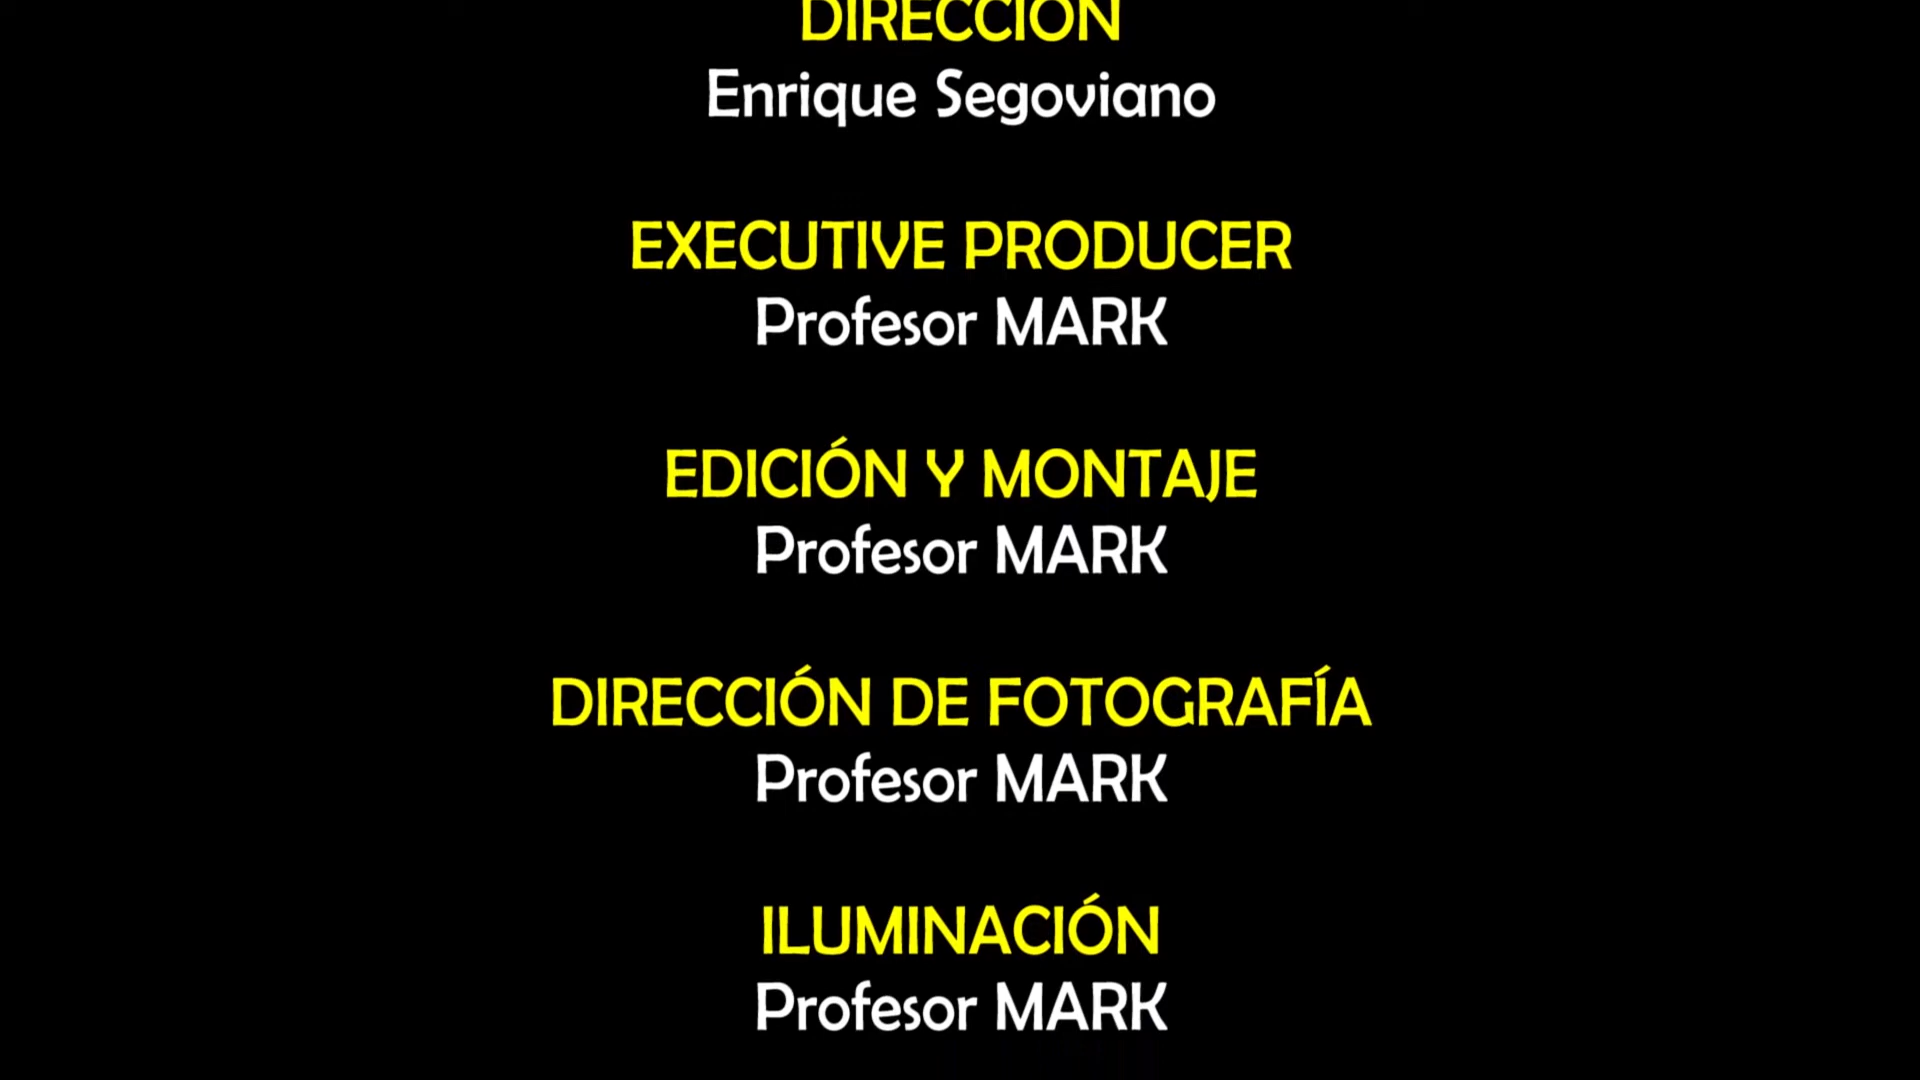 DIRECCIÓN
Enrique Segoviano
EXECUTIVE PRODUCER
Profesor MARK
EDICIÓN Y MONTAJE
Profesor MARK
DIRECCIÓN DE FOTOGRAFÍA
Profesor MARK
ILUMINACIÓN
Profesor MARK